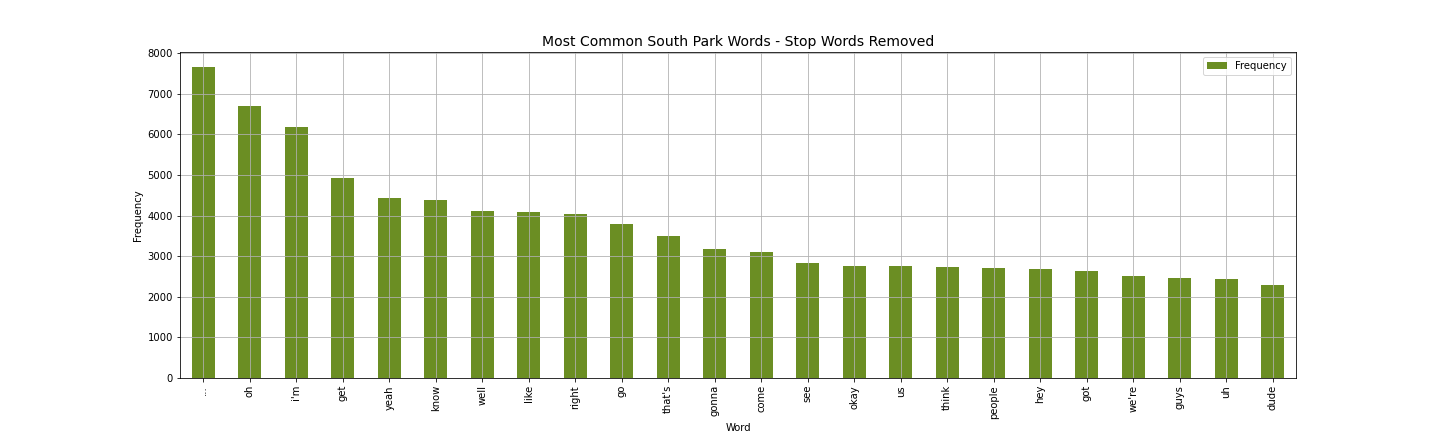 Most Common South Park Words - Stop Words Removed
Frequency
8000
7000
6000
5000
4000
3000
2000
1000
0
Frequency
...
oh
i'm
get
yeah
know
well
like
right
go
that's
gonna
come
see
okay
us
think
people
hey
got
we're
guys
uh
dude
Word